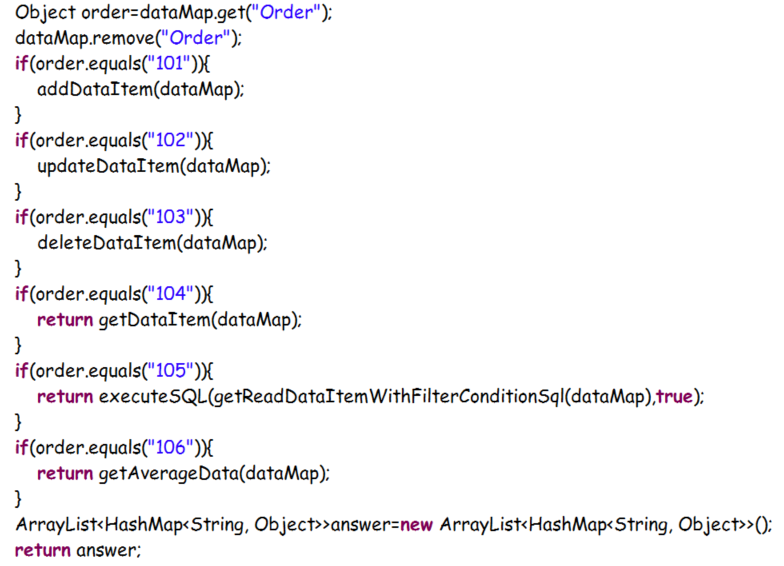 Object order=dataMap.get("Order");
dataMap.remove("Order");
if(order.equals("101")){
addDataItem(dataMap);
}
if(order.equals("102")){
updateDataItem(dataMap);
}
if(order.equals("103")){
deleteDataItem(dataMap);
}
if(order.equals("104")){
return getDataItem(dataMap);
}
if(order.equals("105")){
return executeSQL(getReadDataItemWithFilterConditionSql(dataMap),true);
}
if(order.equals("106")){
return getAverageData(dataMap);
}
ArrayList<HashMap<String, Object>>answer=new ArrayList<HashMap<String, Object>>();
return answer;